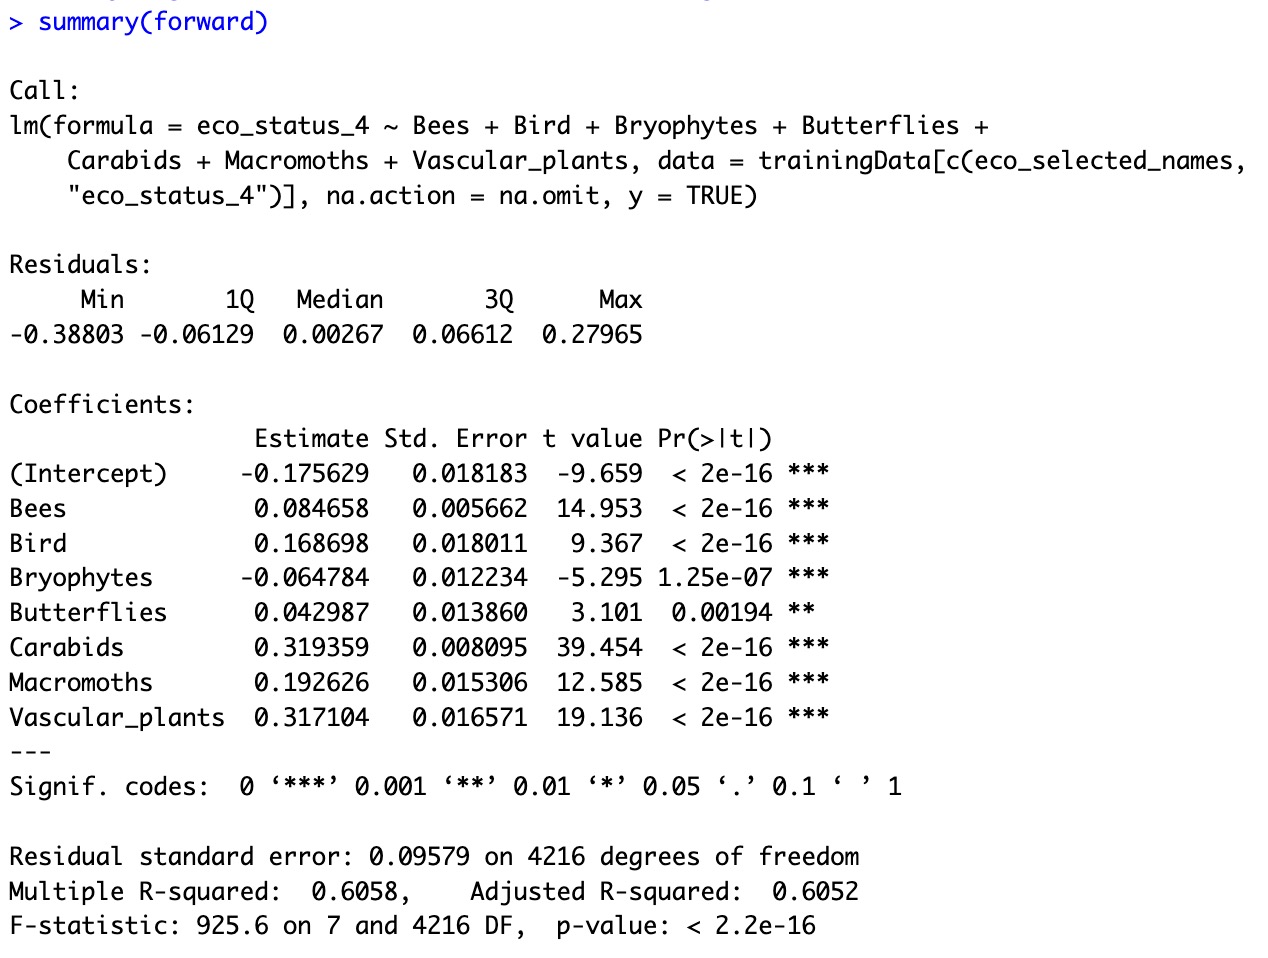 > summary(forward)
Call:
lm(formula = eco_status_4 ~ Bees + Bird + Bryophytes + Butterflies +
    Carabids + Macromoths + Vascular_plants, data = trainingData[c(eco_selected_names,
    "eco_status_4")], na.action = na.omit, y = TRUE)
Residuals:
     Min       1Q   Median       3Q      Max
-0.38803 -0.06129  0.00267  0.06612  0.27965
Coefficients:
                 Estimate Std. Error t value Pr(>|t|)
(Intercept)     -0.175629   0.018183  -9.659  < 2e-16 ***
Bees             0.084658   0.005662  14.953  < 2e-16 ***
Bird             0.168698   0.018011   9.367  < 2e-16 ***
Bryophytes      -0.064784   0.012234  -5.295 1.25e-07 ***
Butterflies      0.042987   0.013860   3.101  0.00194 **
Carabids         0.319359   0.008095  39.454  < 2e-16 ***
Macromoths       0.192626   0.015306  12.585  < 2e-16 ***
Vascular_plants  0.317104   0.016571  19.136  < 2e-16 ***
---
Signif. codes:  0 ‘***’ 0.001 ‘**’ 0.01 ‘*’ 0.05 ‘.’ 0.1 ‘ ’ 1
Residual standard error: 0.09579 on 4216 degrees of freedom
Multiple R-squared:  0.6058,    Adjusted R-squared:  0.6052
F-statistic: 925.6 on 7 and 4216 DF,  p-value: < 2.2e-16